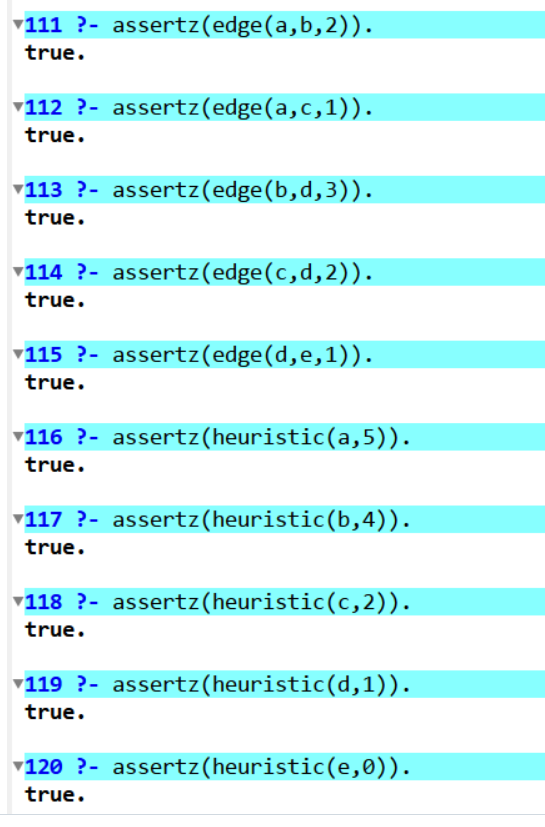 111 ?- assertz(edge(a,b,2)).
true.
112 ?- assertz(edge(a,c,1)).
true.
113 ?- assertz(edge(b,d,3)).
true.
114 ?- assertz(edge(c,d,2)).
true.
115 ?- assertz(edge(d,e,1)).
true.
116 ?- assertz(heuristic(a,5)).
true.
117 ?- assertz(heuristic(b,4)).
true.
118 ?- assertz(heuristic(c,2)).
true.
119 ?- assertz(heuristic(d,1)).
true.
120 ?- assertz(heuristic(e,0)).
true.